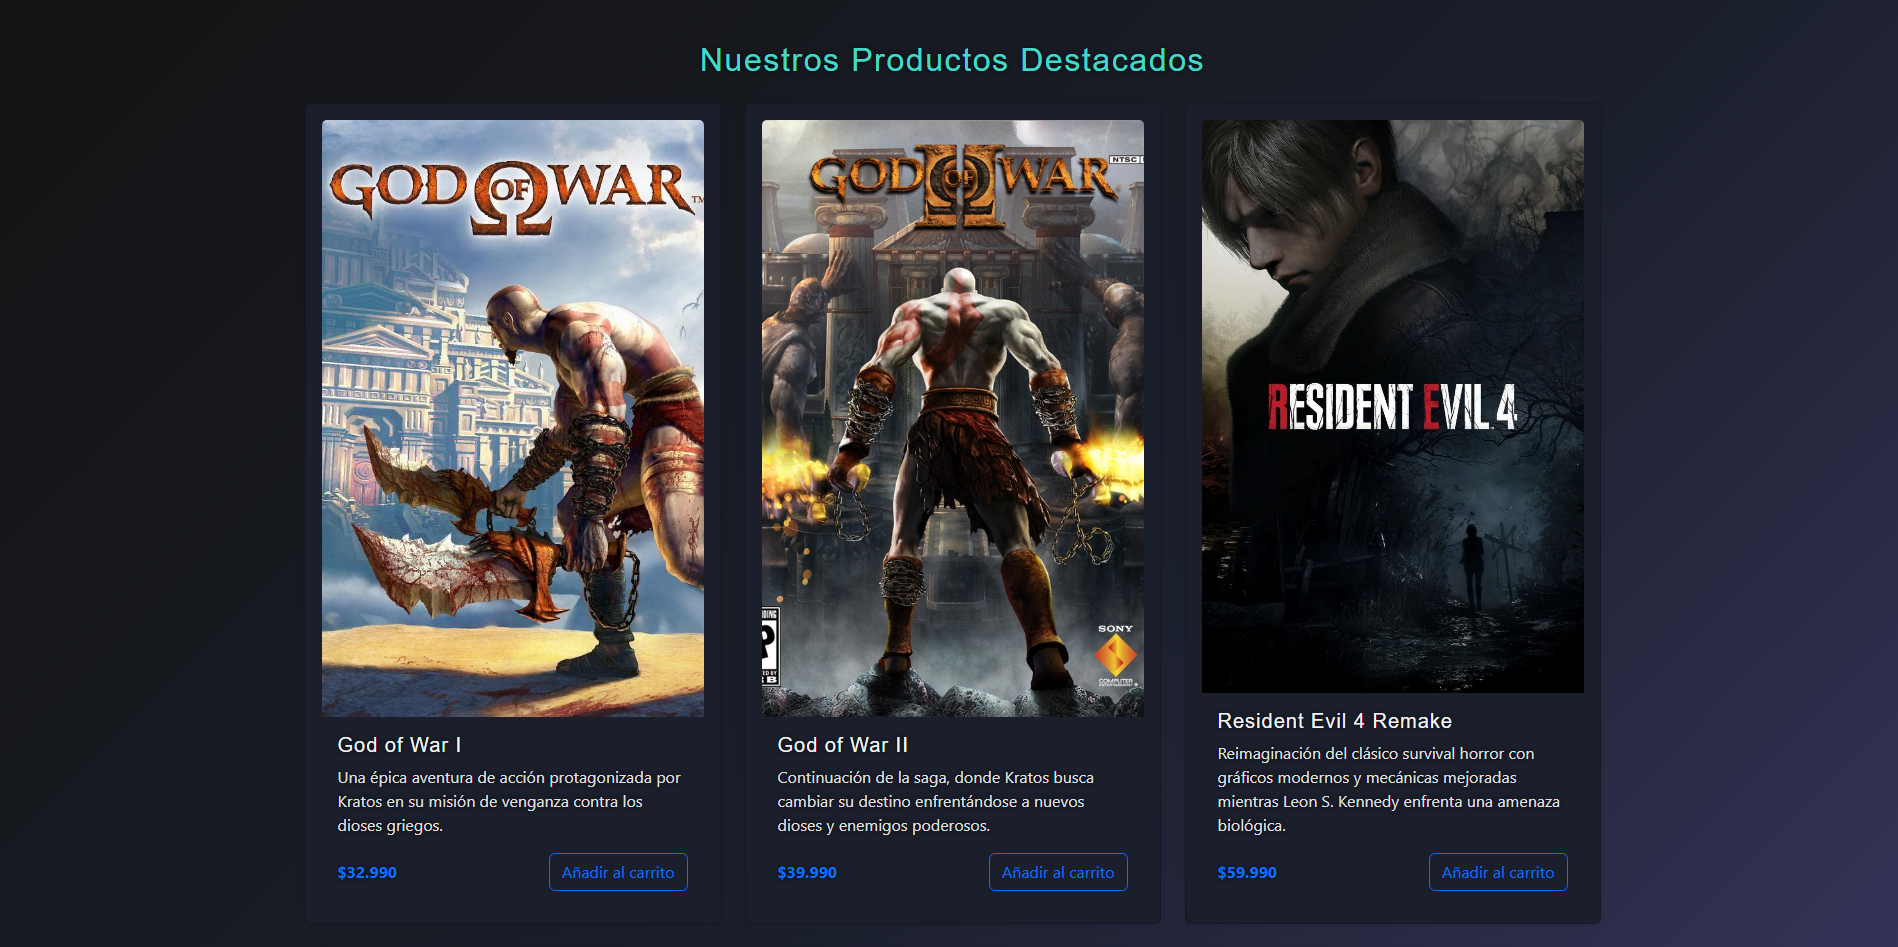 Nuestros Productos Destacados
GOD OF WAR™
GOD OF WAR II
NTSC
SONY
COMPUTER
ENTERTAINMENT®
RESIDENT EVIL 4
God of War I
Una épica aventura de acción protagonizada por
Kratos en su misión de venganza contra los
dioses griegos.
$32.990
Añadir al carrito
God of War II
Continuación de la saga, donde Kratos busca
cambiar su destino enfrentándose a nuevos
dioses y enemigos poderosos.
$39.990
Añadir al carrito
Resident Evil 4 Remake
Reimaginación del clásico survival horror con
gráficos modernos y mecánicas mejoradas
mientras Leon S. Kennedy enfrenta una amenaza
biológica.
$59.990
Añadir al carrito